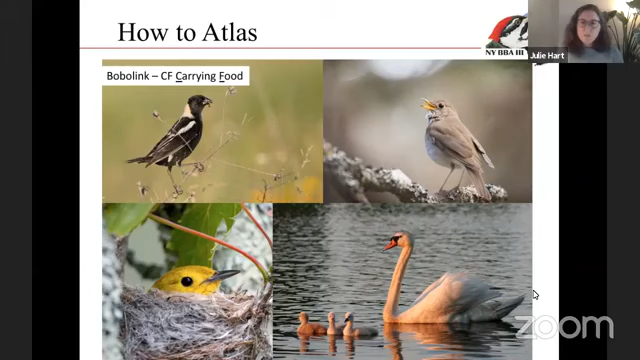 How to Atlas
NY BBA III
Julie Hart
Bobolink – CF Carrying Food
zoom